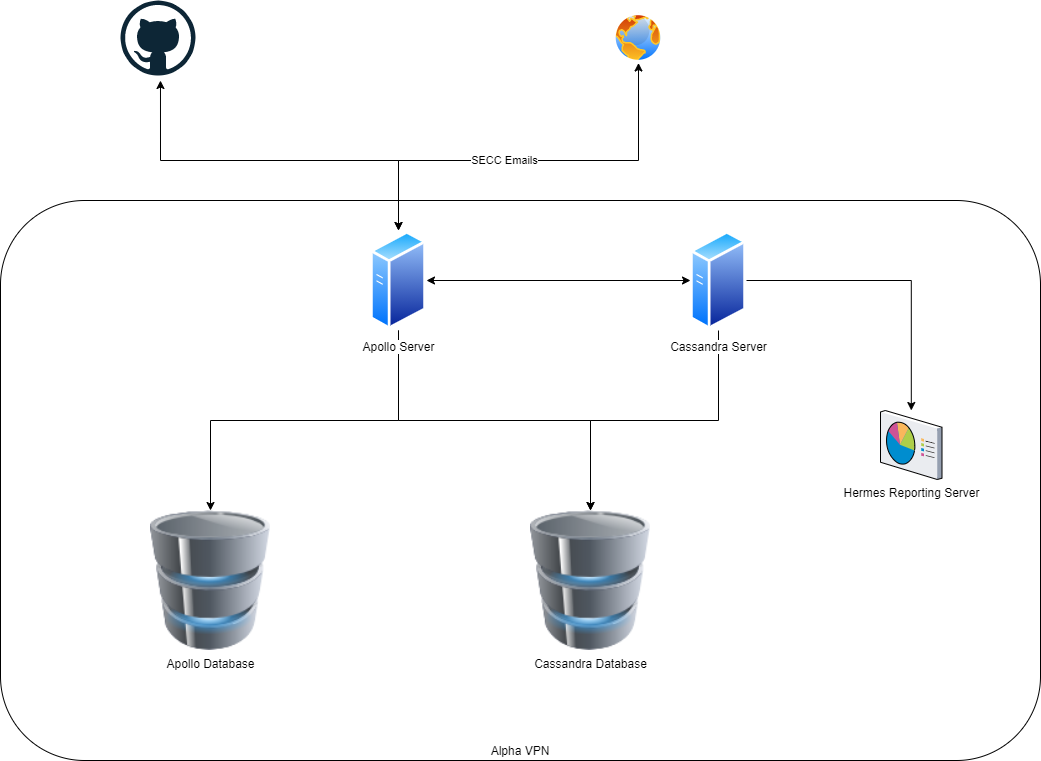 SECC Emails
Apollo Server
Cassandra Server
Hermes Reporting Server
Apollo Database
Cassandra Database
Alpha VPN